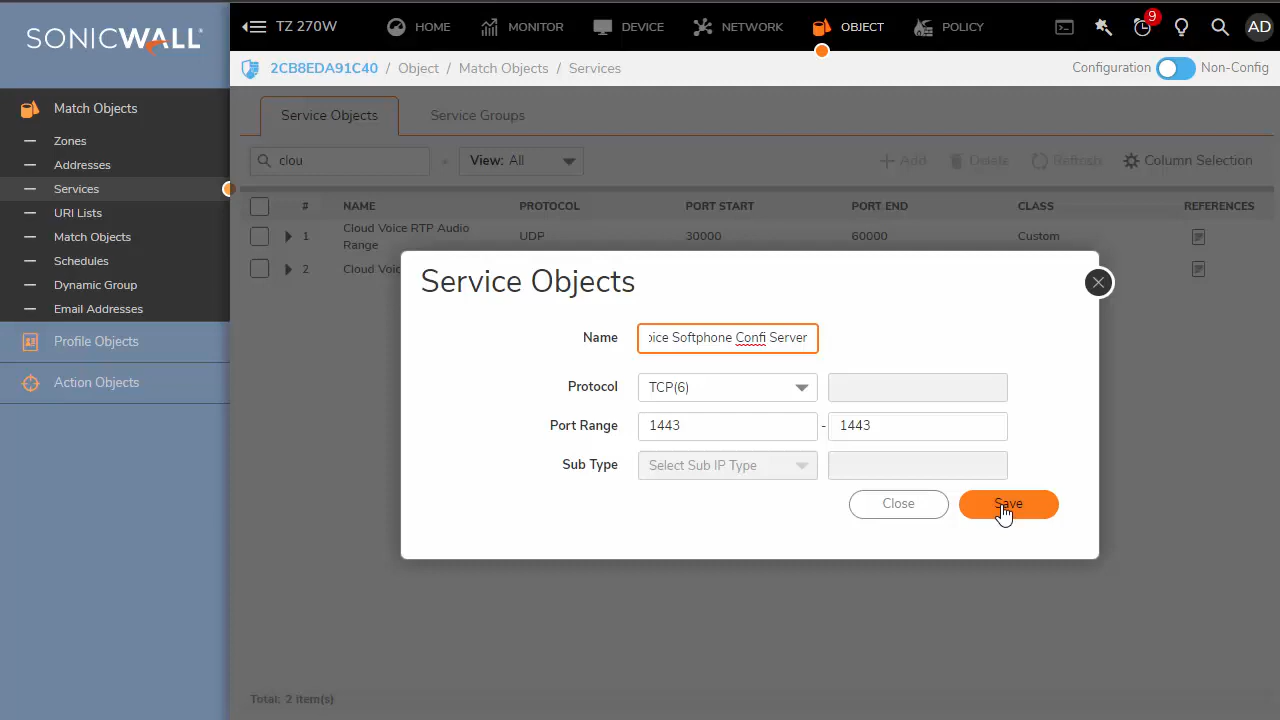 SONICWALL
TZ 270W
HOME
MONITOR
DEVICE
NETWORK
OBJECT
POLICY
9
AD
2CB8EDA91C40 / Object / Match Objects / Services
Configuration
Non-Config
Match Objects
Zones
Addresses
Services
URI Lists
Match Objects
Schedules
Dynamic Group
Email Addresses
Profile Objects
Action Objects
Service Objects
Service Groups
clou
View: All
Add
Delete
Refresh
Column Selection
# NAME PROTOCOL PORT START PORT END CLASS REFERENCES
1 Cloud Voice RTP Audio Range UDP 30000 60000 Custom
2 Cloud Voic
Service Objects
Name
oice Softphone Confi Server
Protocol
TCP(6)
Port Range
1443 - 1443
Sub Type
Select Sub IP Type
Close
Save
Total: 2 item(s)